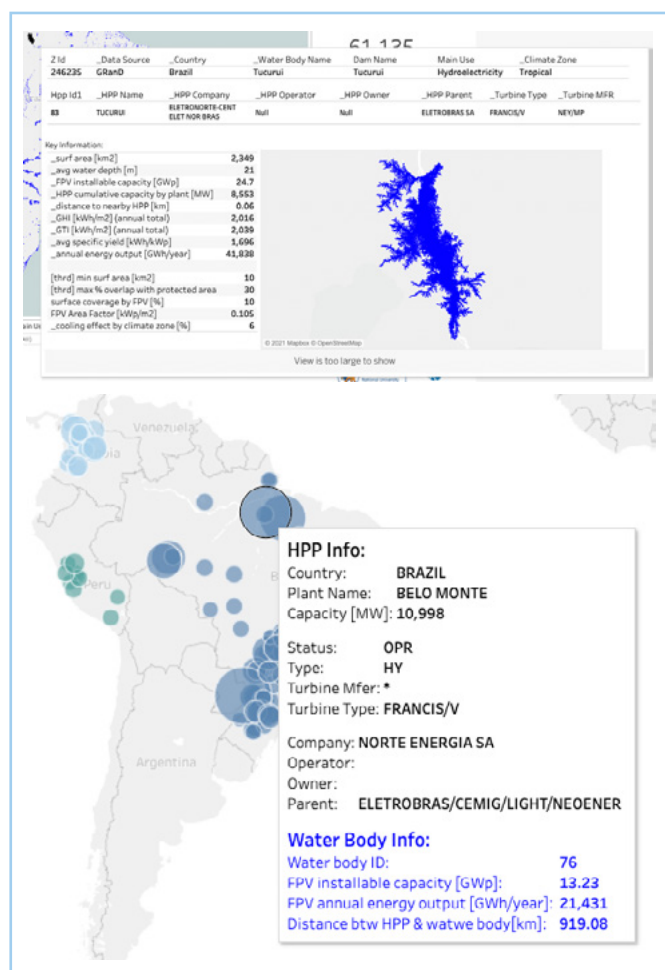 61,135
Z Id _Data Source _Country _Water Body Name Dam Name Main Use _Climate Zone
246235 GRanD Brazil Tucurui Tucurui Hydroelectricity Tropical
Hpp Id1 _HPP Name _HPP Company _HPP Operator _HPP Owner _HPP Parent _Turbine Type _Turbine MFR
83 TUCURUI ELETRONORTE-CENT ELET NOR BRAS Null Null ELETROBRAS SA FRANCIS/V NEY/MP
Key Information:
_surf area [km2] 2,349
_avg water depth [m] 21
_FPV installable capacity [GWp] 24.7
_HPP cumulative capacity by plant [MW] 8,553
_distance to nearby HPP [km] 0.06
_GHI [kWh/m2] (annual total) 2,016
_GTI [kWh/m2] (annual total) 2,039
_avg specific yield [kWh/kWp] 1,696
_annual energy output [GWh/year] 41,838
[thrd] min surf area [km2] 10
[thrd] max % overlap with protected area 30
surface coverage by FPV [%] 10
FPV Area Factor [kWp/m2] 0.105
_cooling effect by climate zone [%] 6
© 2021 Mapbox © OpenStreetMap
View is too large to show
National University
Venezuela
Peru
Argentina
HPP Info:
Country: BRAZIL
Plant Name: BELO MONTE
Capacity [MW]: 10,998
Status: OPR
Type: HY
Turbine Mfer: *
Turbine Type: FRANCIS/V
Company: NORTE ENERGIA SA
Operator:
Owner:
Parent: ELETROBRAS/CEMIG/LIGHT/NEOENER
Water Body Info:
Water body ID: 76
FPV installable capacity [GWp]: 13.23
FPV annual energy output [GWh/year]: 21,431
Distance btw HPP & watwe body[km]: 919.08